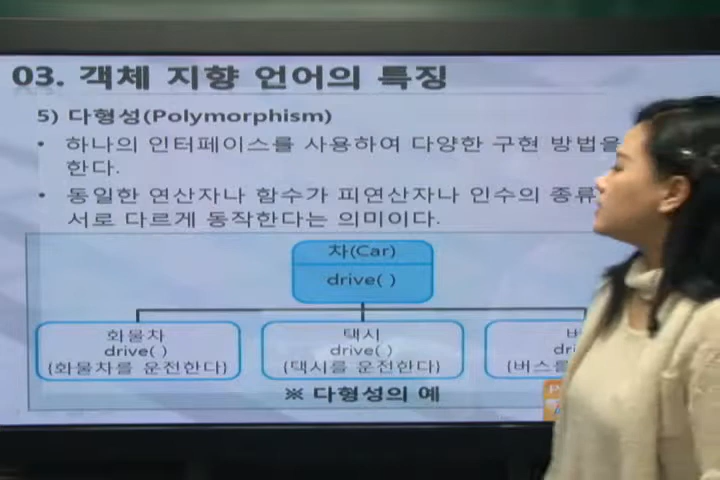 03. 객체 지향 언어의 특징
5) 다형성(Polymorphism)
• 하나의 인터페이스를 사용하여 다양한 구현 방법을
한다.
• 동일한 연산자나 함수가 피연산자나 인수의 종류
서로 다르게 동작한다는 의미이다.
차(Car)
drive( )
화물차 택시
drive( ) drive( )
{화물차를 운전한다} {택시를 운전한다} {버스를
※ 다형성의 예